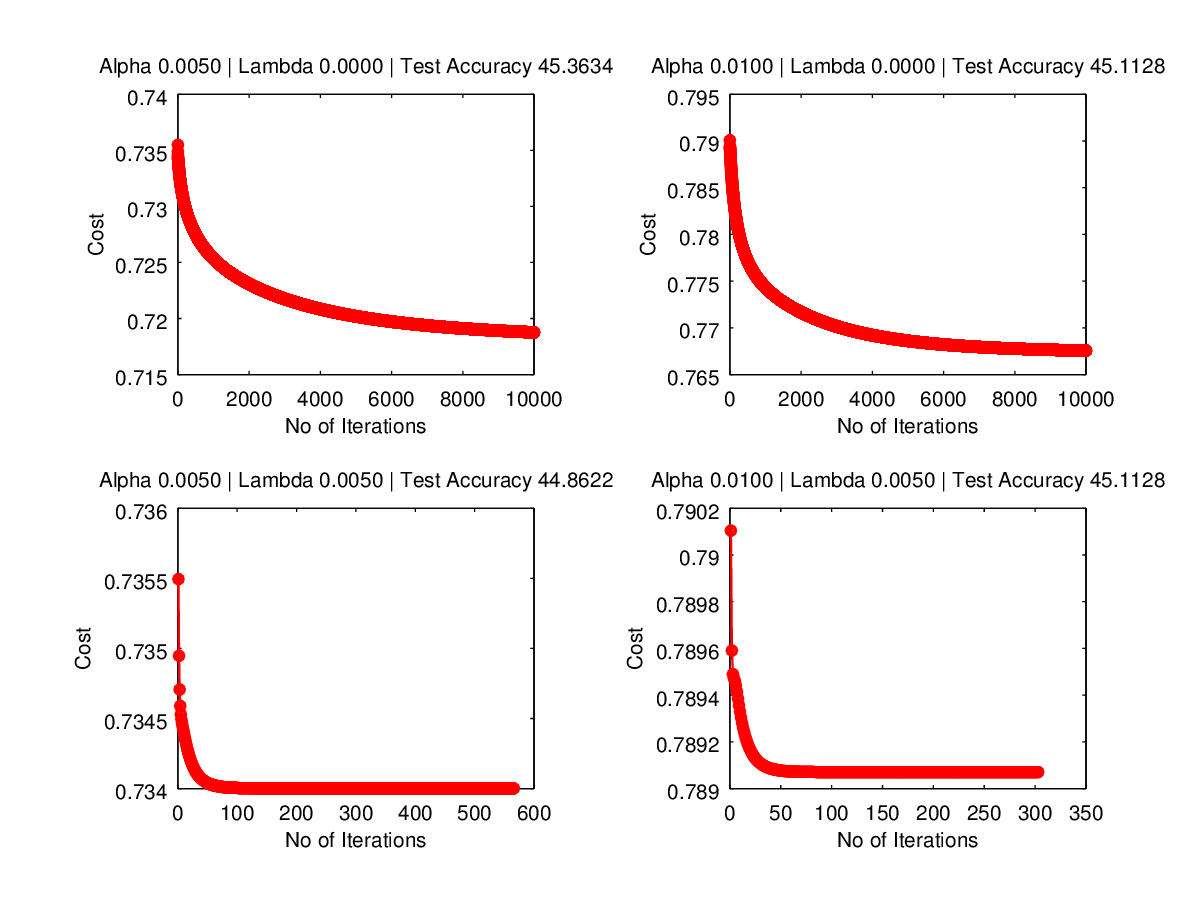 Alpha 0.0050 | Lambda 0.0000 | Test Accuracy 45.3634
0.74
0.735
0.73
0.725
0.72
0.715
Cost
0 2000 4000 6000 8000 10000
No of Iterations
Alpha 0.0100 | Lambda 0.0000 | Test Accuracy 45.1128
0.795
0.79
0.785
0.78
0.775
0.77
0.765
Cost
0 2000 4000 6000 8000 10000
No of Iterations
Alpha 0.0050 | Lambda 0.0050 | Test Accuracy 44.8622
0.736
0.7355
0.735
0.7345
0.734
Cost
0 100 200 300 400 500 600
No of Iterations
Alpha 0.0100 | Lambda 0.0050 | Test Accuracy 45.1128
0.7902
0.79
0.7898
0.7896
0.7894
0.7892
0.789
Cost
0 50 100 150 200 250 300 350
No of Iterations